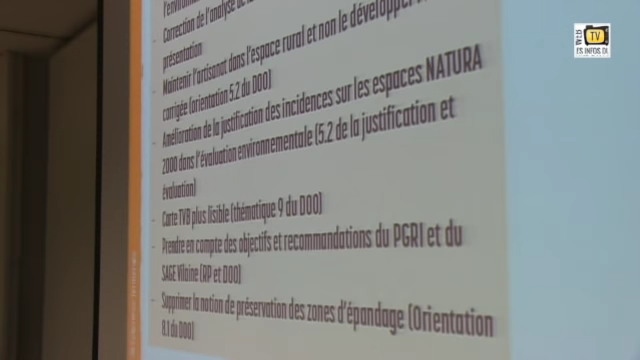 l'environnem
Correction de l'analyse de la
présentation
Maintenir l'artisanat dans l'espace rural et non le développer
corrigée (orientation 5.2 du DOO)
Amélioration de la justification des incidences sur les espaces NATURA
2000 dans l'évaluation environnementale (5.2 de la justification et
évaluation)
Carte TVB plus lisible (thématique 9 du DOO)
Prendre en compte des objectifs et recommandations du PGRI et du
SAGE Vilaine (RP et DOO)
Supprimer la notion de préservation des zones d'épandage (Orientation
8.1 du DOO)
TV
ES INFOS DU